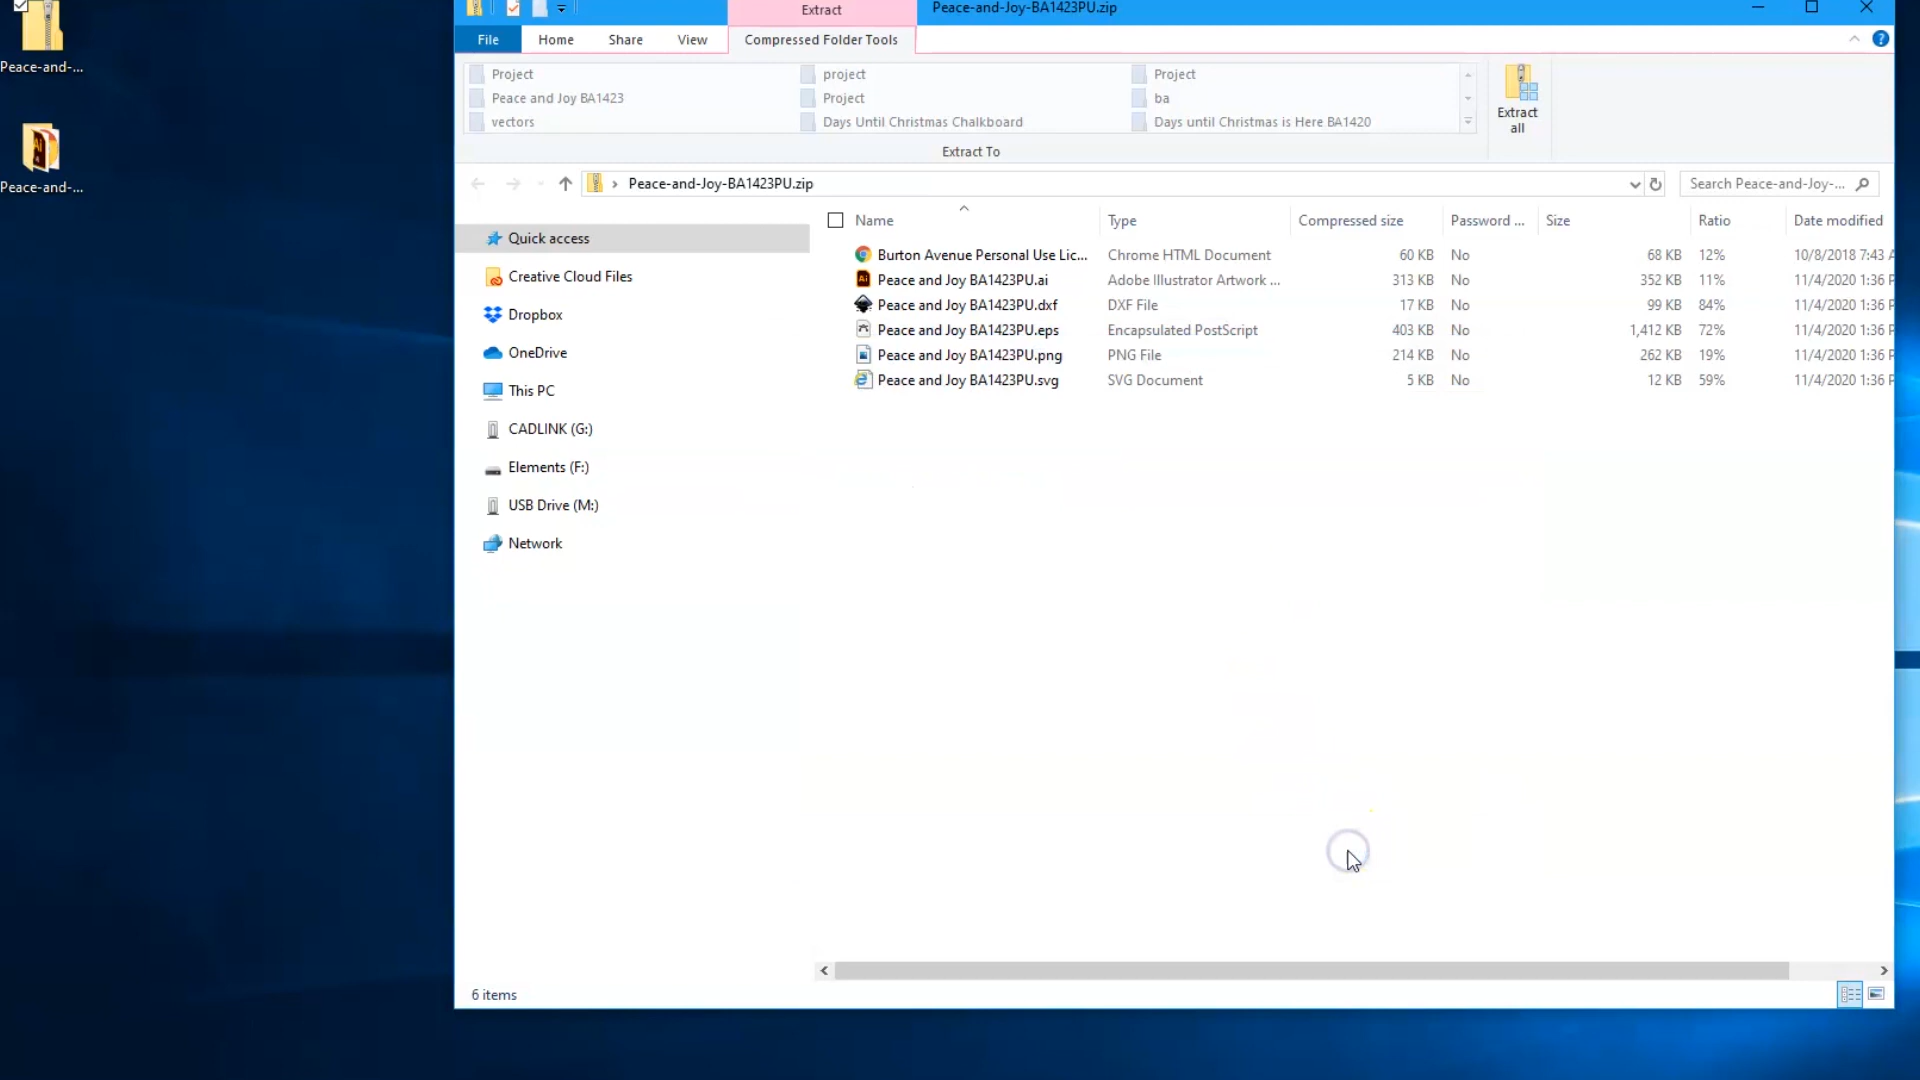 Peace-and-...
Peace-and-...
Extract
Peace-and-Joy-BA1423PU.zip
File Home Share View Compressed Folder Tools
Project project Project
Peace and Joy BA1423 Project ba
vectors Days Until Christmas Chalkboard Days until Christmas is Here BA1420
Extract To
Extract
all
Peace-and-Joy-BA1423PU.zip
Search Peace-and-Joy-...
Name Type Compressed size Password ... Size Ratio Date modified
Burton Avenue Personal Use Lic... Chrome HTML Document 60 KB No 68 KB 12% 10/8/2018 7:43 A
Peace and Joy BA1423PU.ai Adobe Illustrator Artwork ... 313 KB No 352 KB 11% 11/4/2020 1:36 P
Peace and Joy BA1423PU.dxf DXF File 17 KB No 99 KB 84% 11/4/2020 1:36 P
Peace and Joy BA1423PU.eps Encapsulated PostScript 403 KB No 1,412 KB 72% 11/4/2020 1:36 P
Peace and Joy BA1423PU.png PNG File 214 KB No 262 KB 19% 11/4/2020 1:36 P
Peace and Joy BA1423PU.svg SVG Document 5 KB No 12 KB 59% 11/4/2020 1:36 P
Quick access
Creative Cloud Files
Dropbox
OneDrive
This PC
CADLINK (G:)
Elements (F:)
USB Drive (M:)
Network
6 items